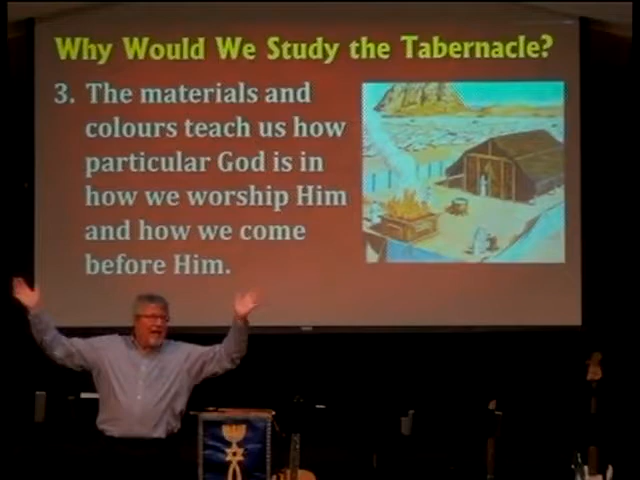 Why Would We Study the Tabernacle?
3. The materials and
colours teach us how
particular God is in
how we worship Him
and how we come
before Him.